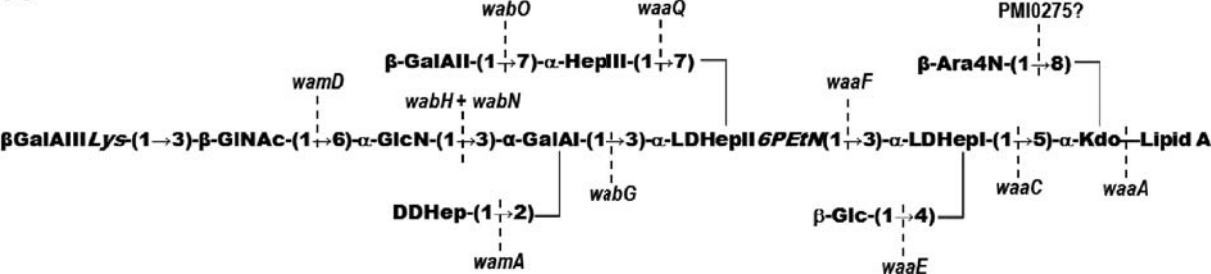 wabO waaQ PMI0275?
β-GalAII-(1→7)-α-HepIII-(1→7) β-Ara4N-(1→8)
wamD wabH + wabN waaF
βGalAIIILys-(1→3)-β-GlNAc-(1→6)-α-GlcN-(1→3)-α-GalAI-(1→3)-α-LDHepII6PEtN(1→3)-α-LDHepI-(1→5)-α-Kdo-Lipid A
wabG waaC waaA
DDHep-(1→2) β-Glc-(1→4)
wamA waaE